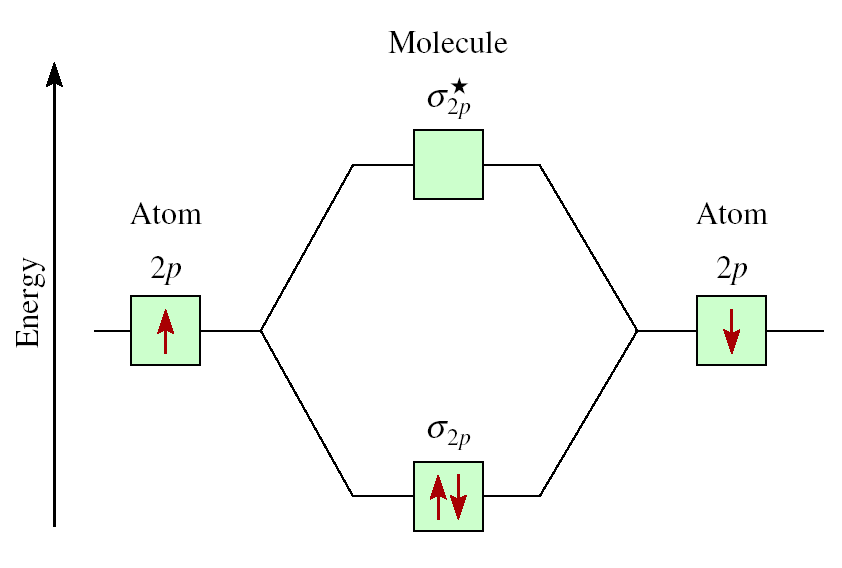 Molecule
σ★2p
Atom
2p
Atom
2p
Energy
σ2p